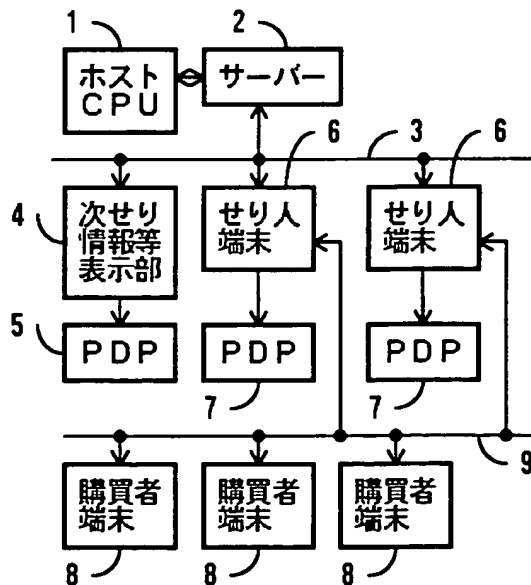 1
2
ホスト
CPU
サーバー
6
3
6
4
次せり
情報等
表示部
せり人
端末
せり人
端末
5
PDP
PDP
PDP
7
7
9
購買者
端末
購買者
端末
購買者
端末
8
8
8